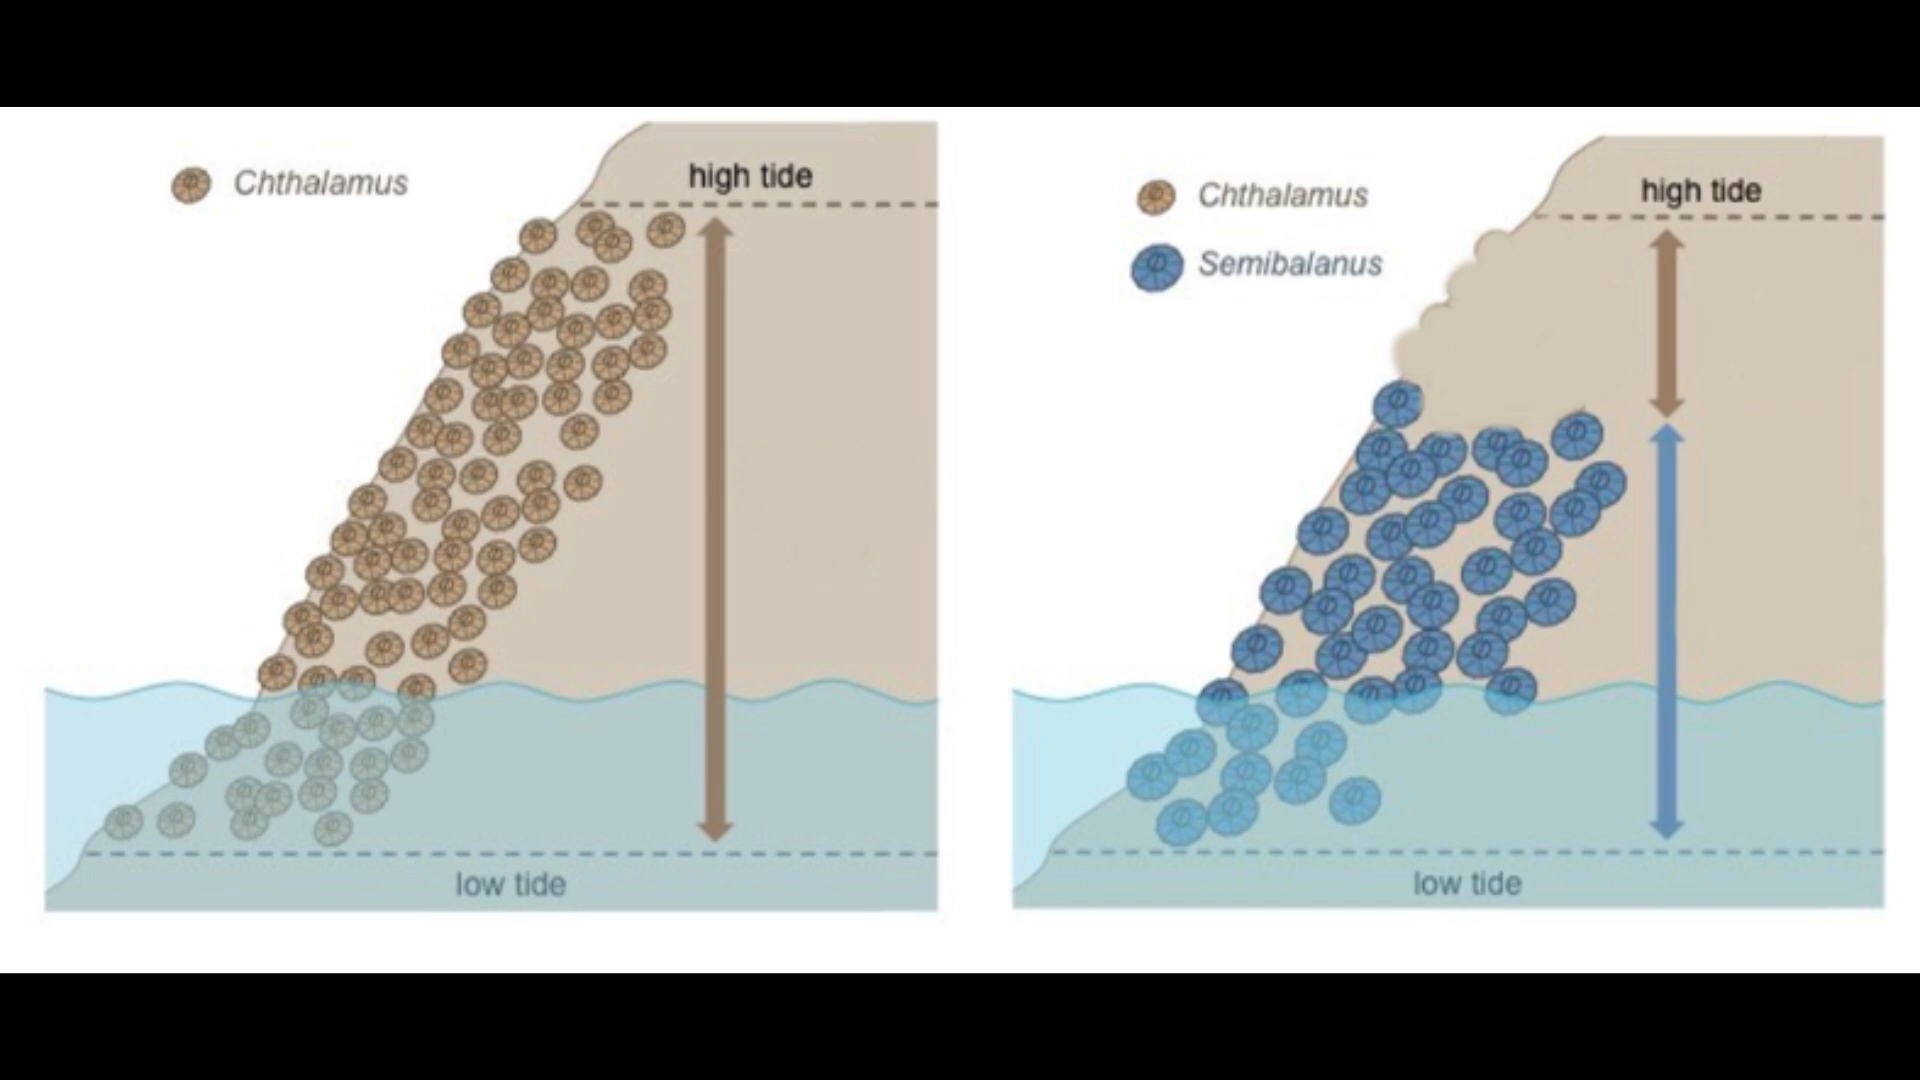 Chthalamus
high tide
low tide
Chthalamus
Semibalanus
high tide
low tide